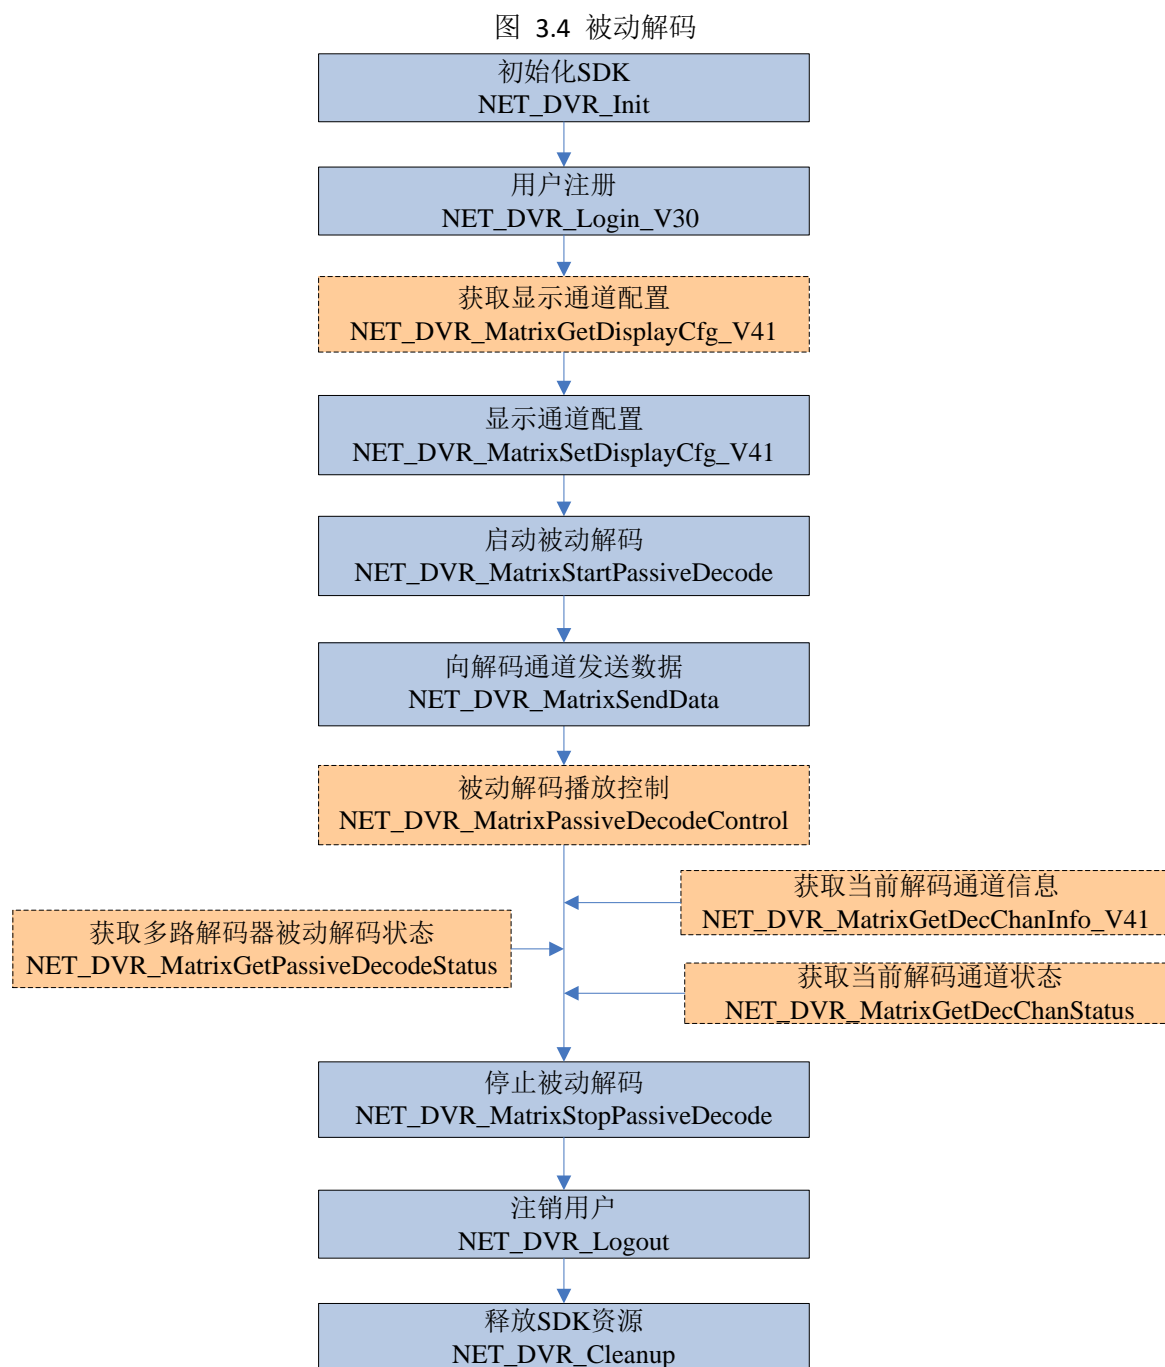 图 3.4 被动解码
初始化SDK
NET_DVR_Init
用户注册
NET_DVR_Login_V30
获取显示通道配置
NET_DVR_MatrixGetDisplayCfg_V41
显示通道配置
NET_DVR_MatrixSetDisplayCfg_V41
启动被动解码
NET_DVR_MatrixStartPassiveDecode
向解码通道发送数据
NET_DVR_MatrixSendData
被动解码播放控制
NET_DVR_MatrixPassiveDecodeControl
获取当前解码通道信息
NET_DVR_MatrixGetDecChanInfo_V41
获取多路解码器被动解码状态
NET_DVR_MatrixGetPassiveDecodeStatus
获取当前解码通道状态
NET_DVR_MatrixGetDecChanStatus
停止被动解码
NET_DVR_MatrixStopPassiveDecode
注销用户
NET_DVR_Logout
释放SDK资源
NET_DVR_Cleanup